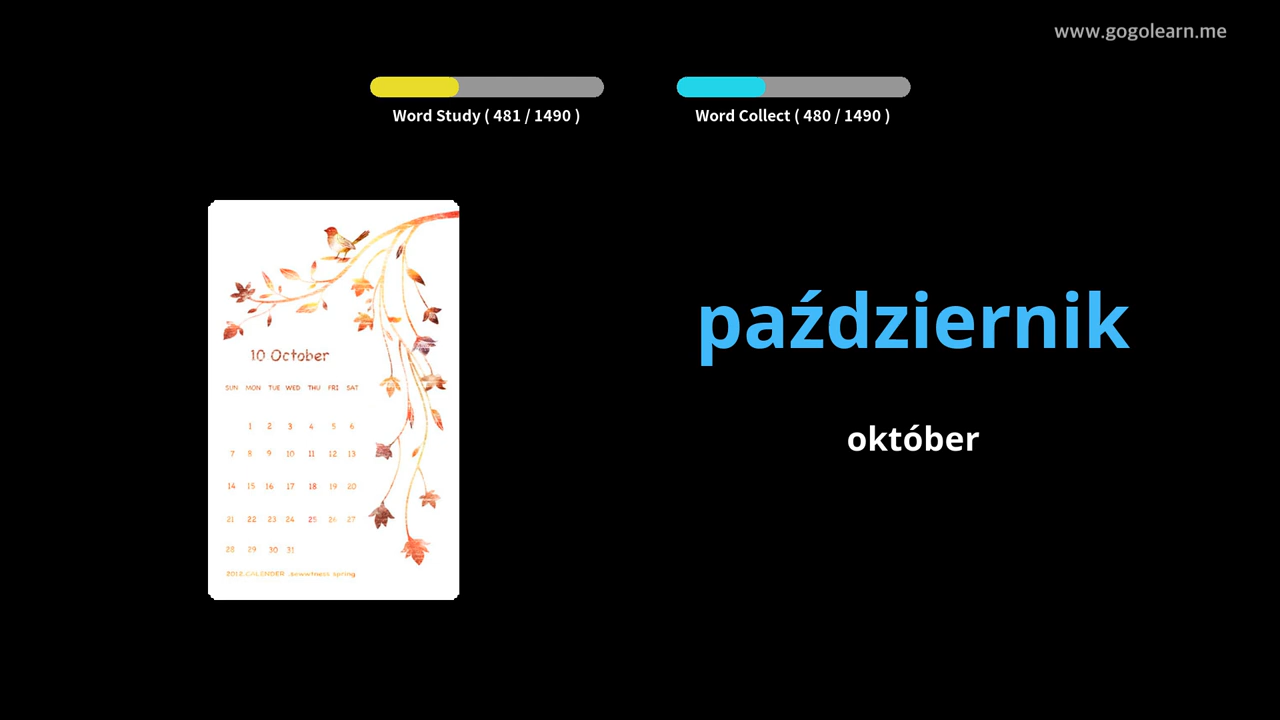 www.gogolearn.me
Word Study ( 481 / 1490 )
Word Collect ( 480 / 1490 )
październik
október
10 October
SUN MON TUE WED THU FRI SAT
1 2 3 4 5 6
7 8 9 10 11 12 13
14 15 16 17 18 19 20
21 22 23 24 25 26 27
28 29 30 31
2012 CALENDER spring